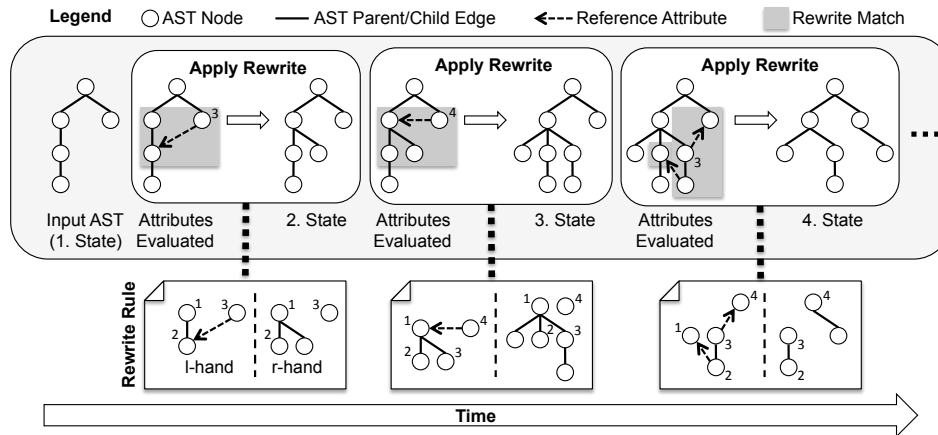 Legend AST Node AST Parent/Child Edge Reference Attribute Rewrite Match
Apply Rewrite Apply Rewrite Apply Rewrite
3
4
3
Input AST
(1. State)
Attributes
Evaluated
2. State
Attributes
Evaluated
3. State
Attributes
Evaluated
4. State
Rewrite Rule
1 3
2
l-hand
1 3
r-hand
1 4
2 3
1 4
2 3
4
1
3
2
4
3
2
Time